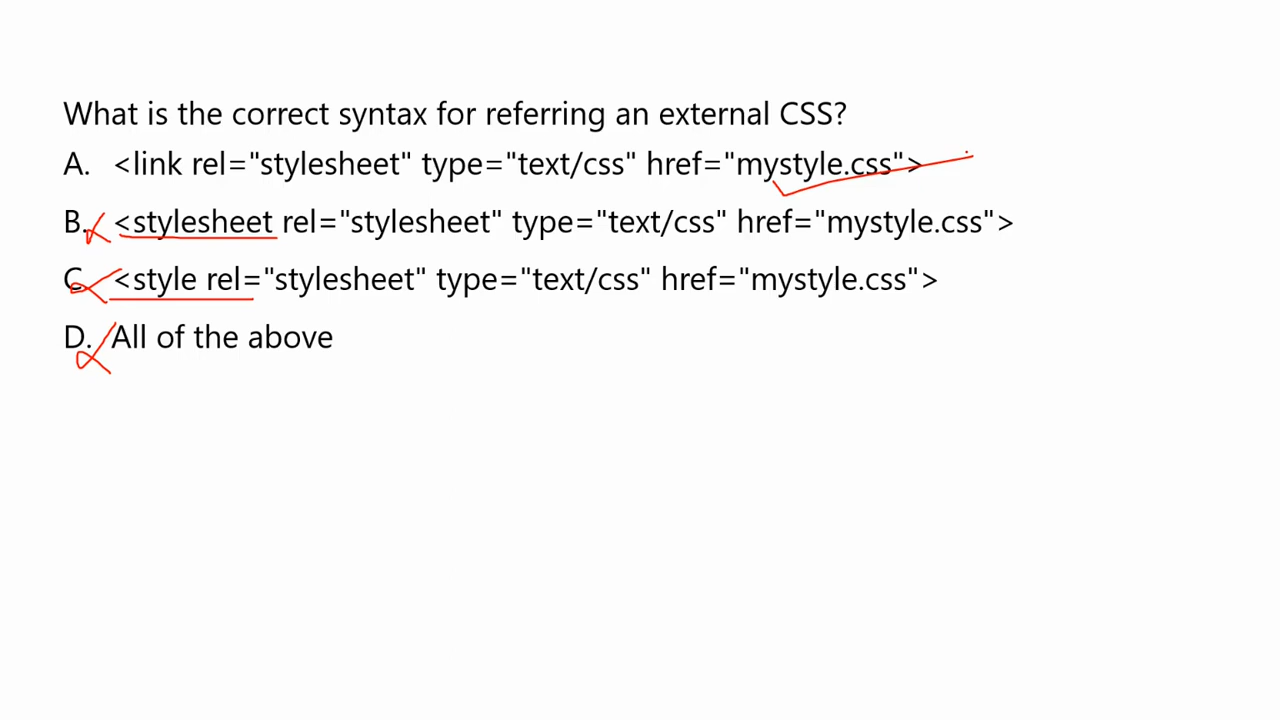 What is the correct syntax for referring an external CSS?
A. <link rel="stylesheet" type="text/css" href="mystyle.css">
B. <stylesheet rel="stylesheet" type="text/css" href="mystyle.css">
C. <style rel="stylesheet" type="text/css" href="mystyle.css">
D. All of the above